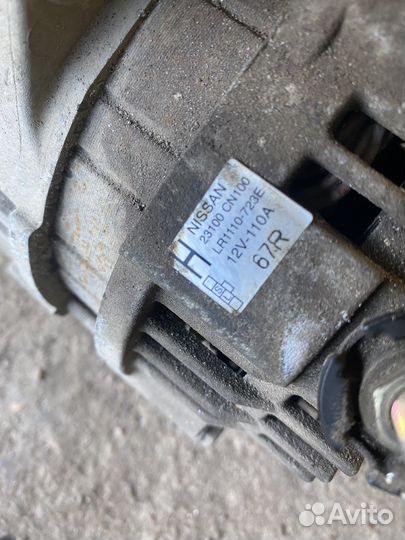 H
NISSAN
23100 CN100
LR1110-723E
12V-110A
67R
Avito